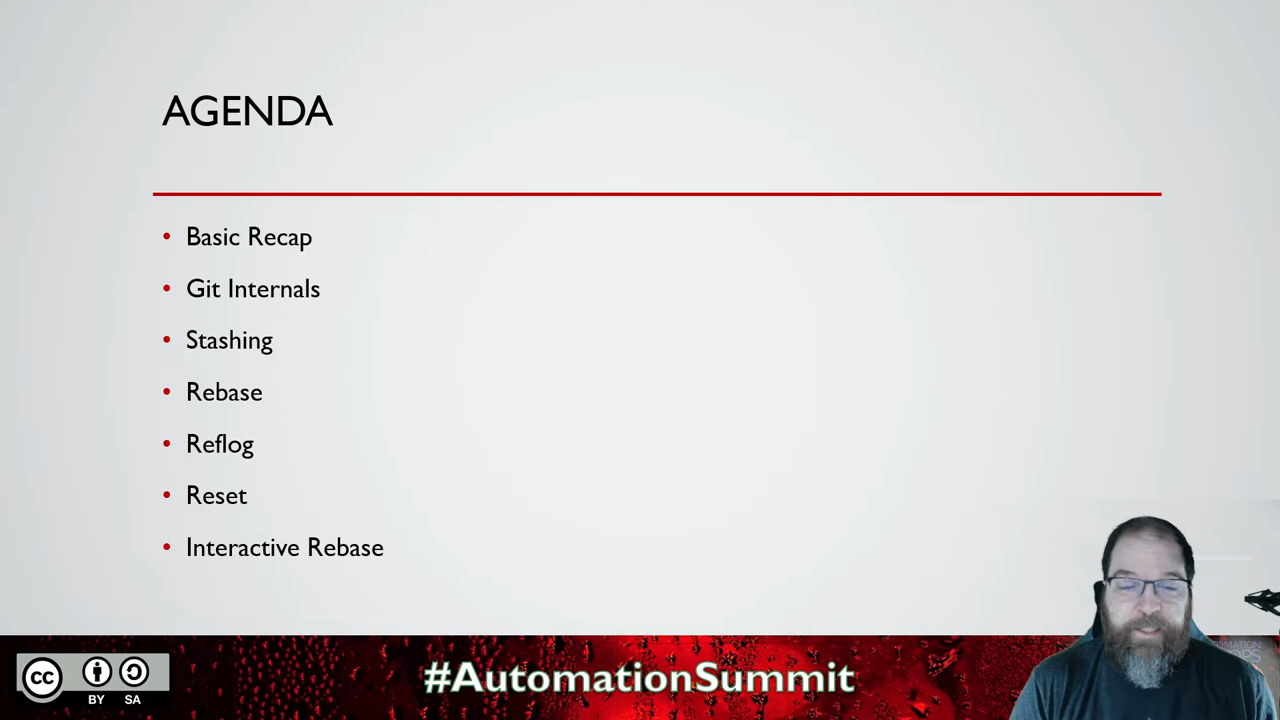 AGENDA
• Basic Recap
• Git Internals
• Stashing
• Rebase
• Reflog
• Reset
• Interactive Rebase
#AutomationSummit
cc
BY SA